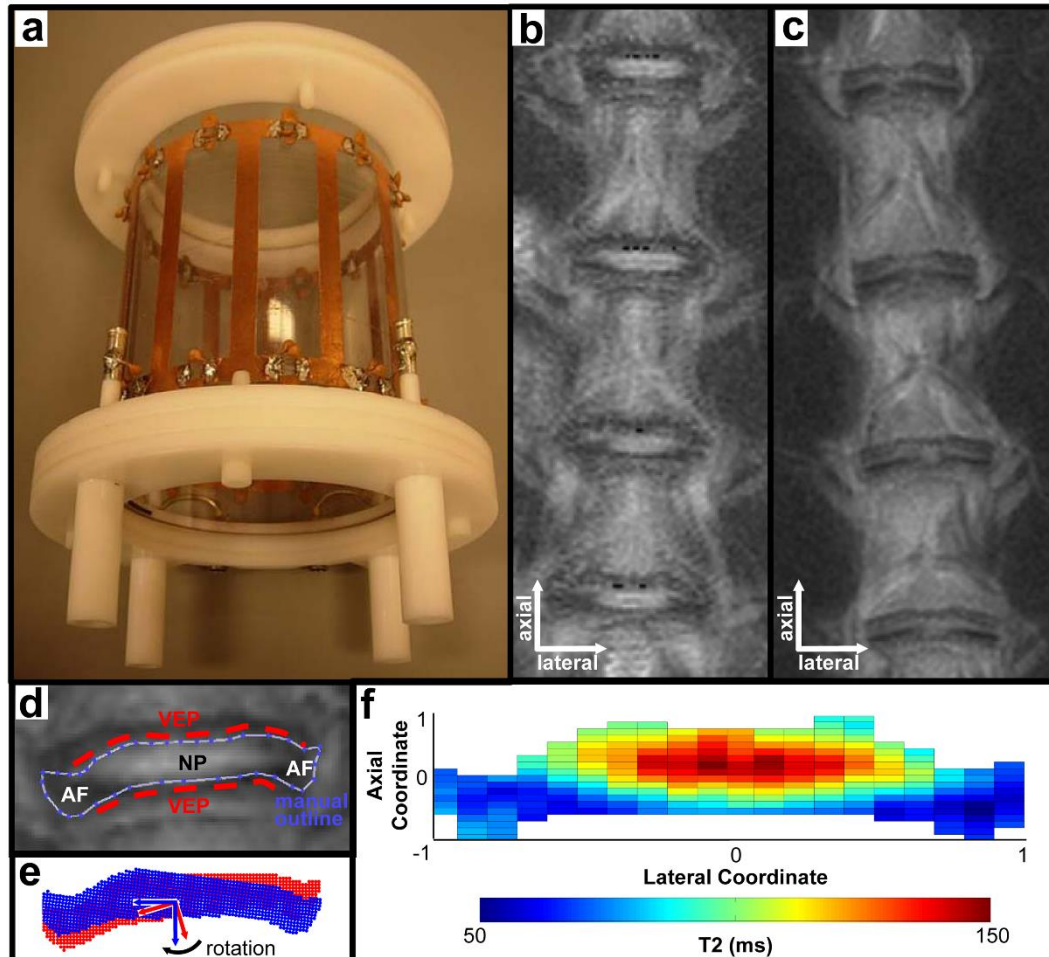 a
b
c
axial
lateral
axial
lateral
d
VEP
NP
AF
AF
VEP
manual
outline
e
rotation
f
Axial
Coordinate
1
0
-1
-1
0
1
Lateral Coordinate
50
150
T2 (ms)